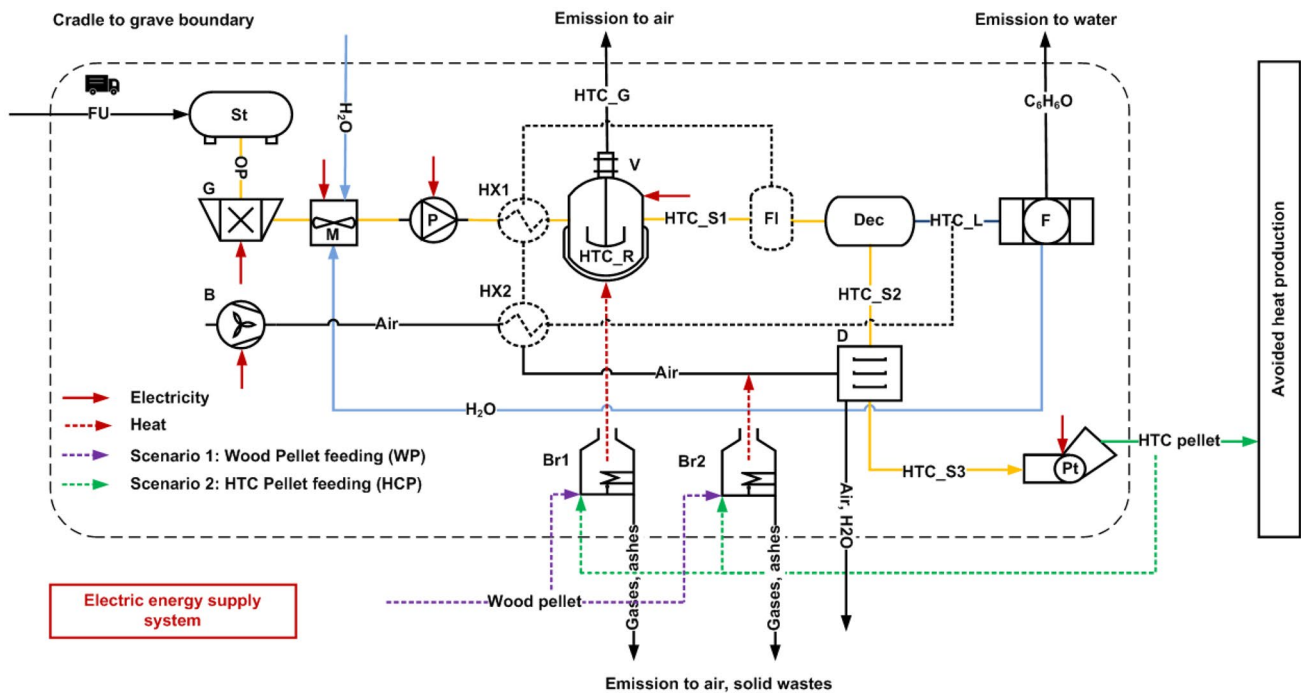 Cradle to grave boundary
Emission to air
Emission to water
FU
St
H₂O
HTC_G
C₆H₆O
OP
G
V
HX1
M
P
HTC_R
HTC_S1
Fl
Dec
HTC_L
F
B
Air
HX2
HTC_S2
D
Air
Electricity
Heat
Scenario 1: Wood Pellet feeding (WP)
Scenario 2: HTC Pellet feeding (HCP)
H₂O
Br1
Br2
HTC_S3
Pt
HTC pellet
Avoided heat production
Air, H2O
Gases, ashes
Gases, ashes
Wood pellet
Electric energy supply
system
Emission to air, solid wastes